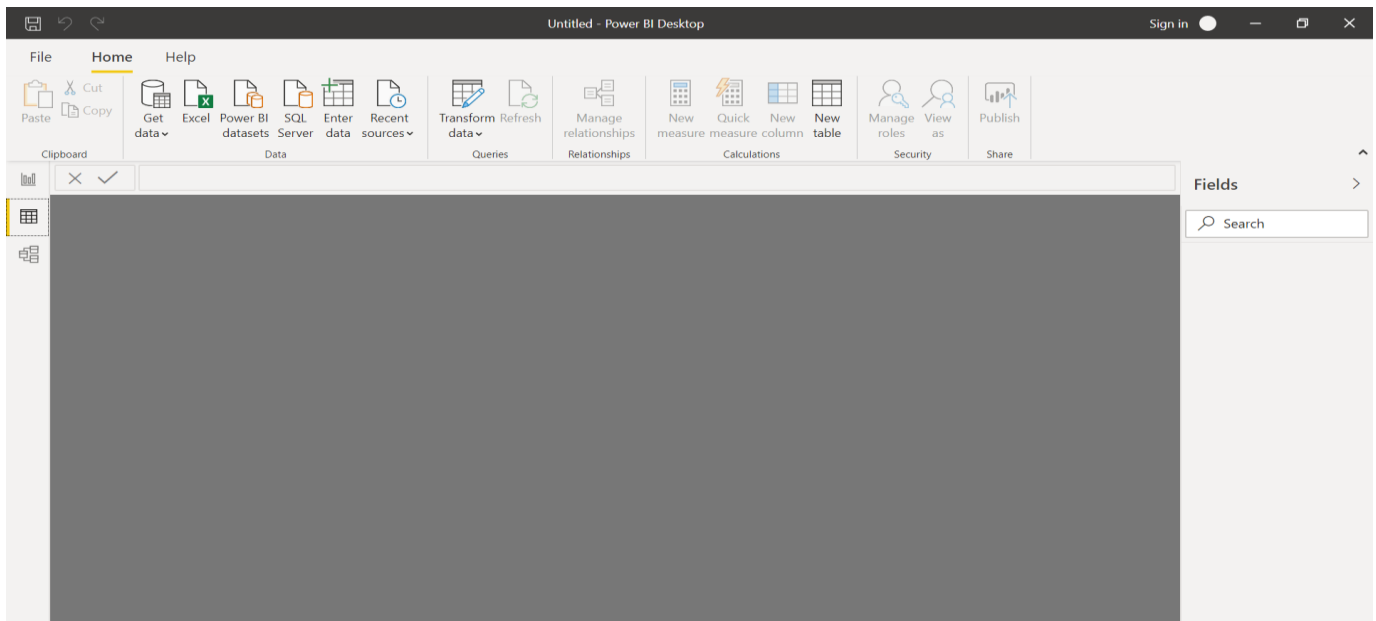 Untitled - Power BI Desktop
Sign in
File Home Help
Paste
Cut
Copy
Get data
Excel
Power BI datasets
SQL Server
Enter data
Recent sources
Transform data
Refresh
Manage relationships
New measure
Quick measure
New column
New table
Manage roles
View as
Publish
Clipboard
Data
Queries
Relationships
Calculations
Security
Share
Fields
Search